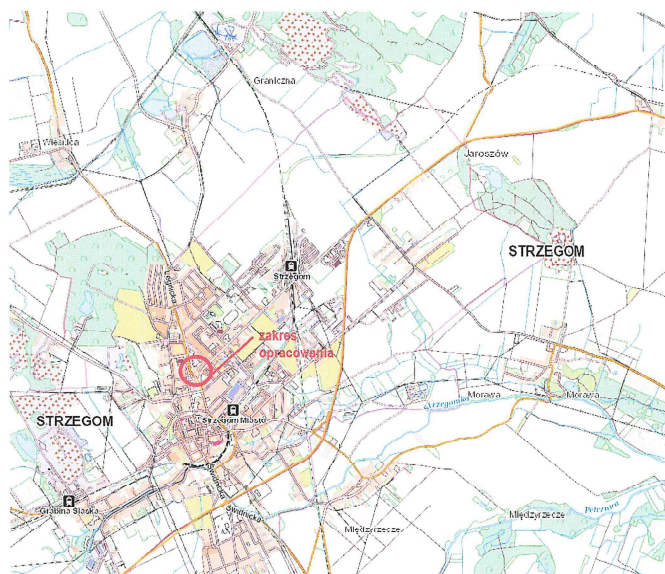 Graniczna
Wieśnica
Jaroszów
STRZEGOM
Strzegom
Legnicka
zakres
opracowania
Morawa
Morawa
Strzegomka
STRZEGOM
Strzegom Miasto
Świdnicka
Grabina Śląska
Międzyrzecze
Międzyrzecze
Pełcznica